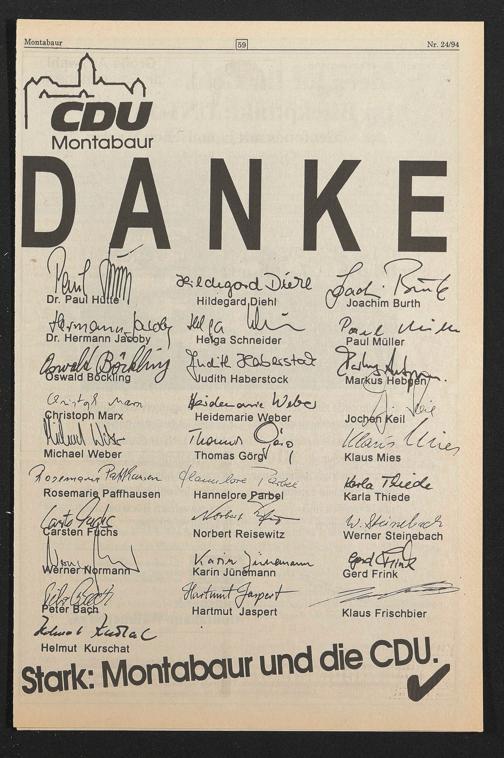 Montabaur 59 Nr. 24/94
CDU
Montabaur
DANKE
Dr. Paul Hütte Hildegard Diehl Joachim Burth
Dr. Hermann Jacoby Helga Schneider Paul Müller
Oswald Böckling Judith Haberstock Markus Hebgen
Christoph Marx Heidemarie Weber Jochen Keil
Michael Weber Thomas Görg Klaus Mies
Rosemarie Paffhausen Hannelore Parbel Karla Thiede
Carsten Fuchs Norbert Reisewitz Werner Steinebach
Werner Normann Karin Jünemann Gerd Frink
Peter Bach Hartmut Jaspert Klaus Frischbier
Helmut Kurschat
Stark: Montabaur und die CDU.